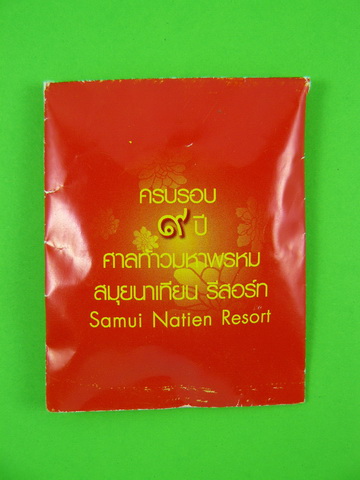 ครบรอบ
๙ ปี
ศาลท้าวมหาพรหม
สมุยนาเทียน รีสอร์ท
Samui Natien Resort